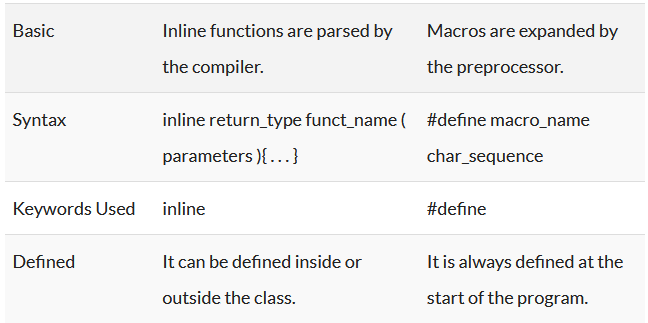 Basic
Inline functions are parsed by
the compiler.
Macros are expanded by
the preprocessor.
Syntax
inline return_type funct_name (
parameters ){ . . . }
#define macro_name
char_sequence
Keywords Used
inline
#define
Defined
It can be defined inside or
outside the class.
It is always defined at the
start of the program.